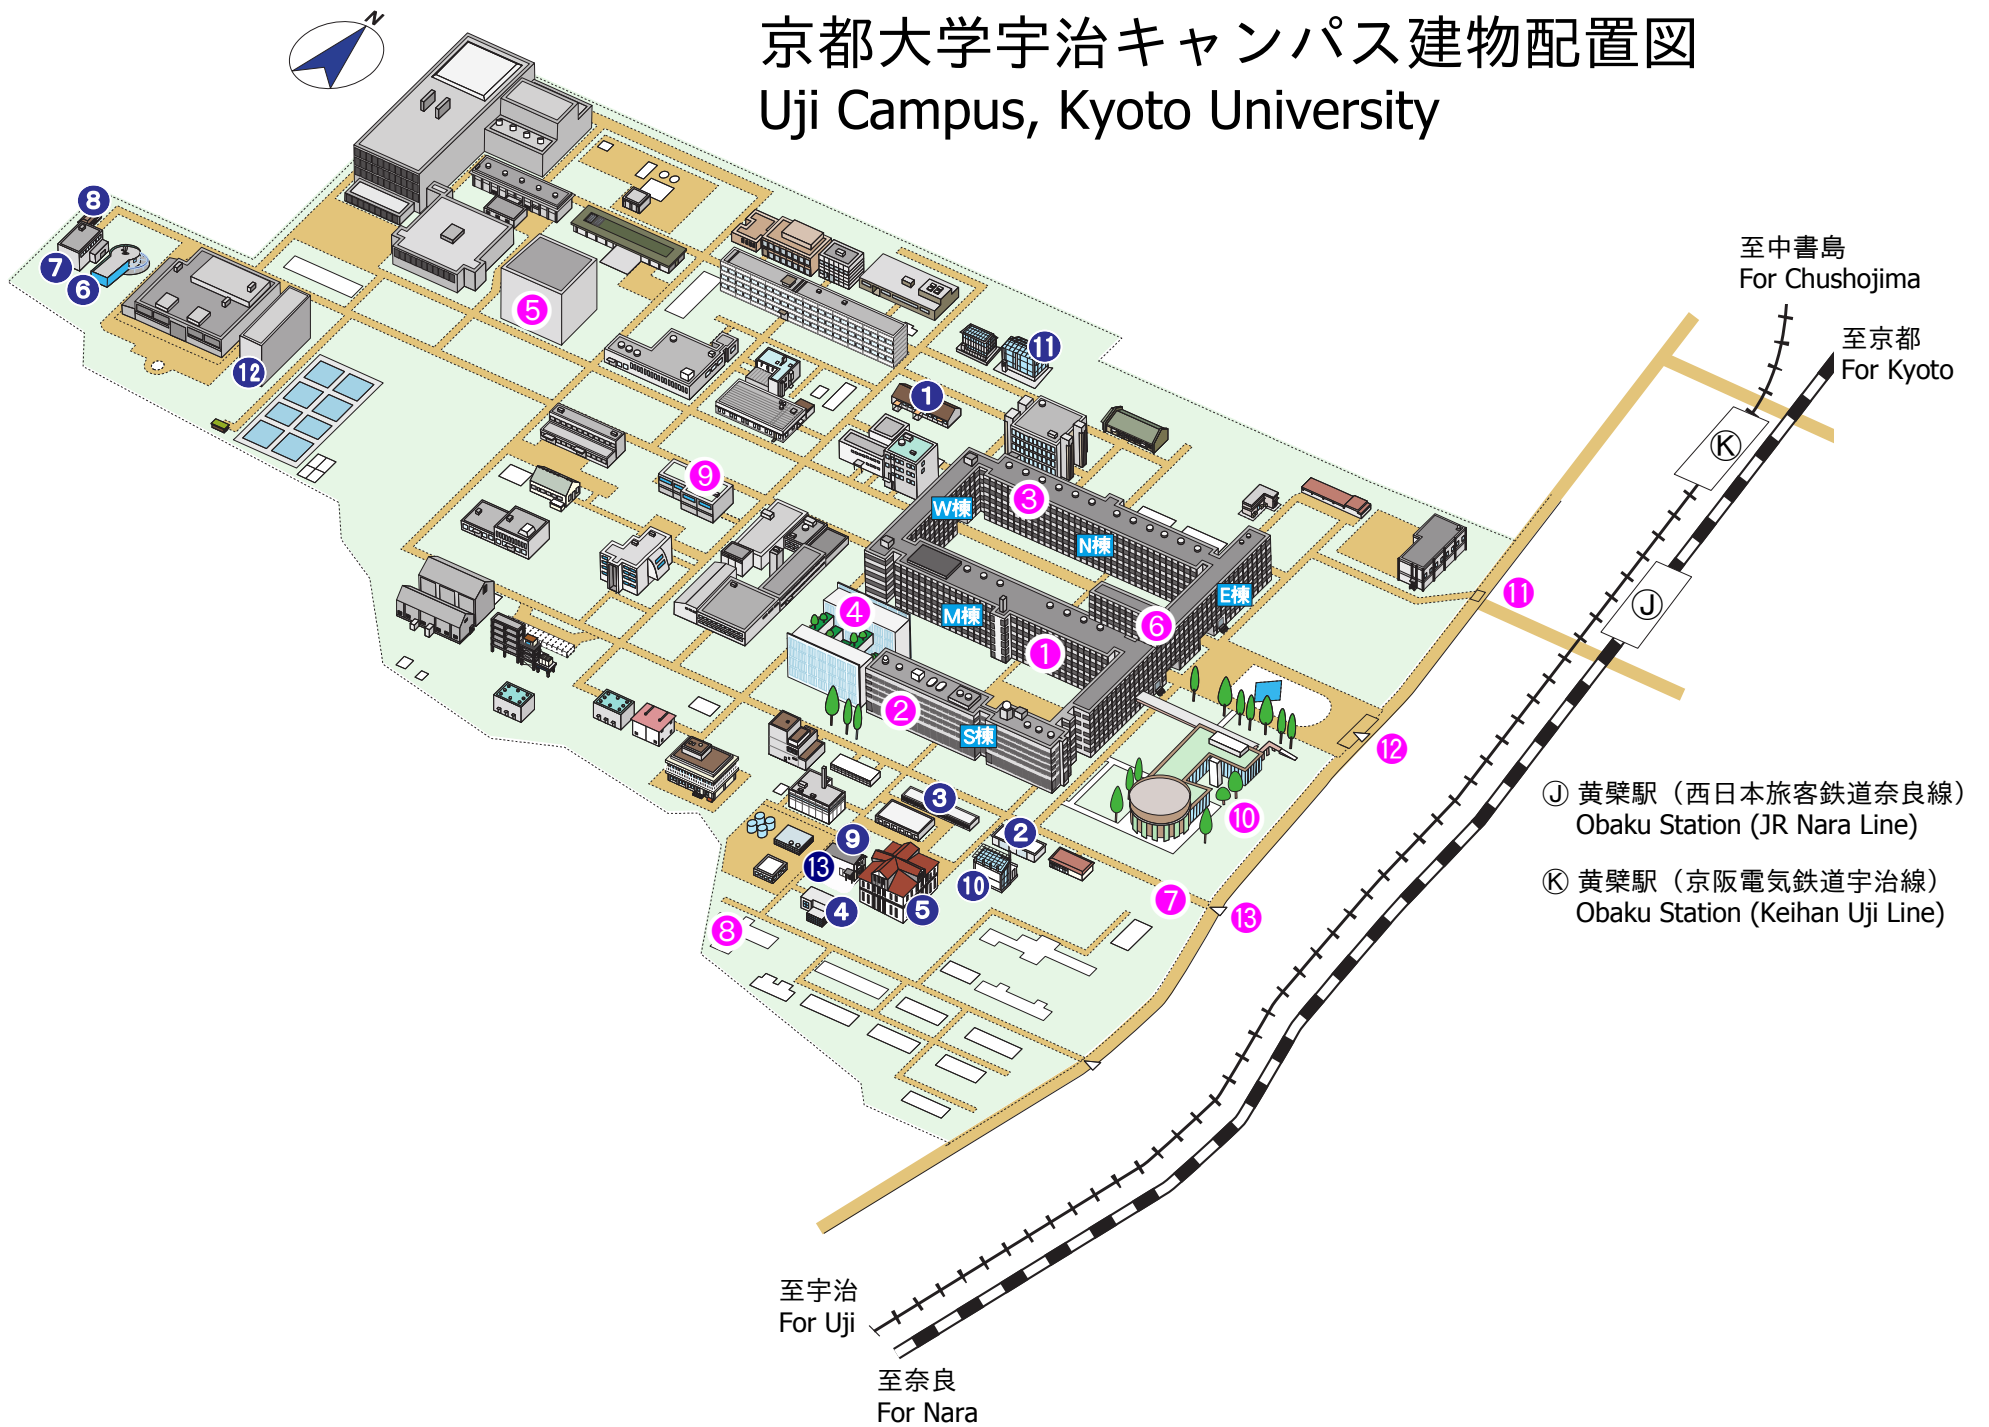 N
京都大学宇治キャンパス建物配置図
Uji Campus, Kyoto University
至中書島
For Chushojima
至京都
For Kyoto
8
7
6
12
5
11
1
9
W棟
3
N棟
K
E棟
11
J
4
M棟
6
1
2
S棟
12
3
10
2
9
13
10
4
5
7
13
8
Ⓙ 黄檗駅（西日本旅客鉄道奈良線）
Obaku Station (JR Nara Line)
Ⓚ 黄檗駅（京阪電気鉄道宇治線）
Obaku Station (Keihan Uji Line)
至宇治
For Uji
至奈良
For Nara